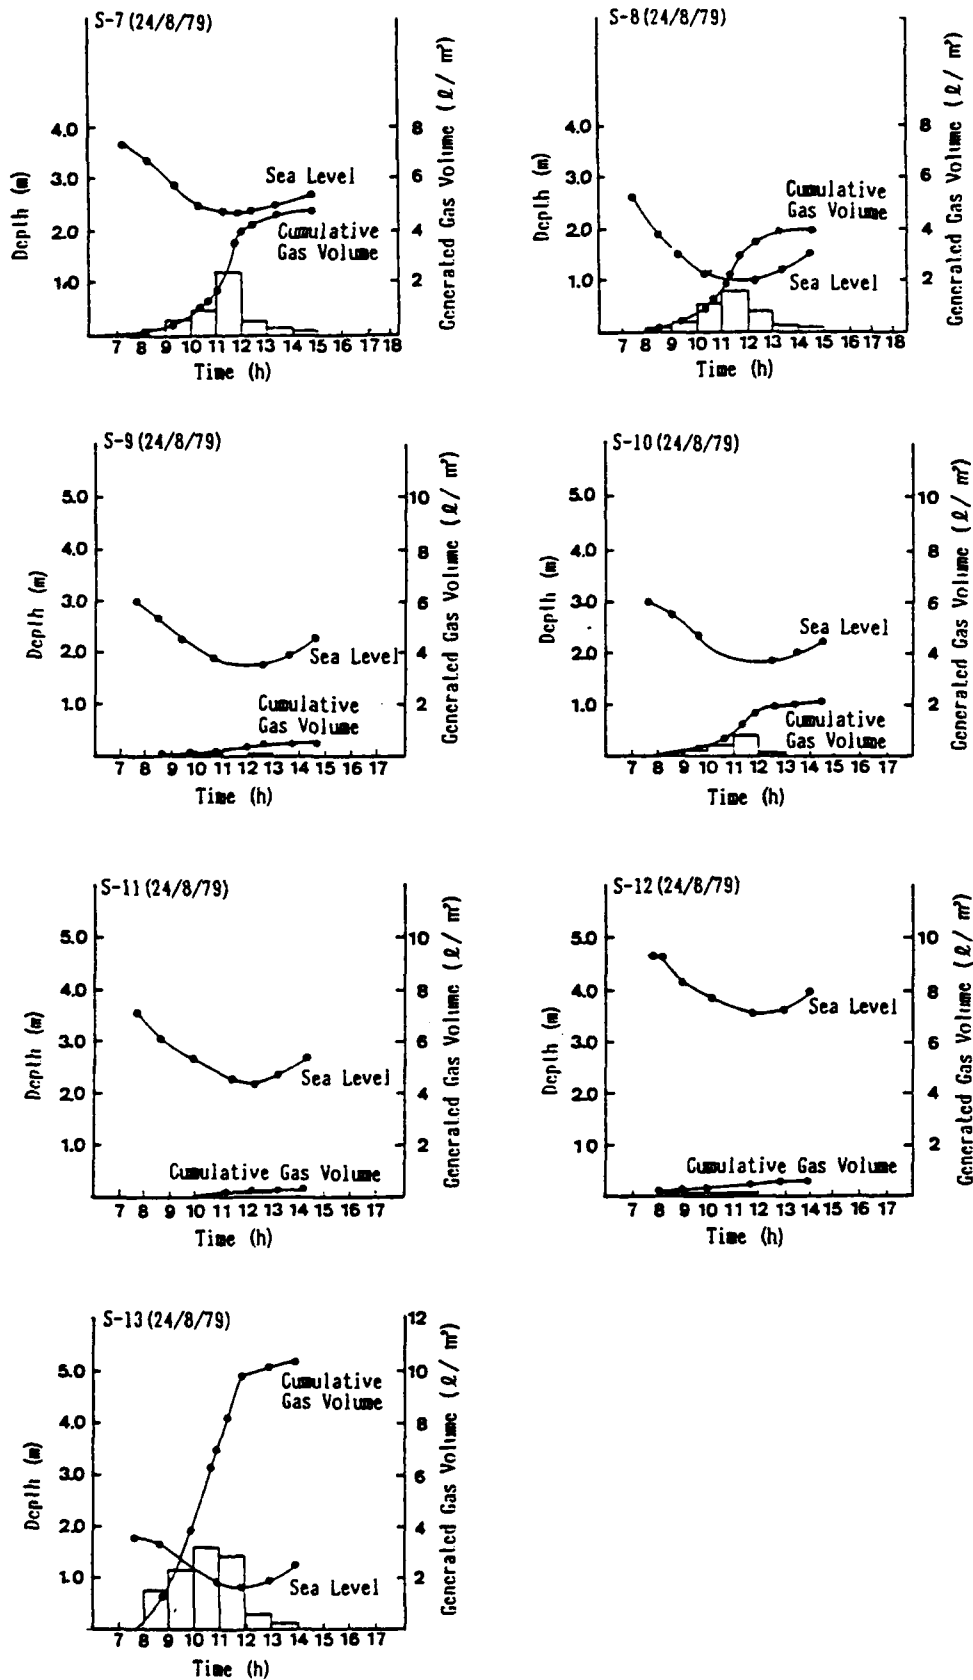 S-7 (24/8/79)
4.0
3.0
2.0
1.0
Depth (m)
8
6
4
2
Generated Gas Volume (ℓ/m²)
Sea Level
Cumulative
Gas Volume
7 8 9 10 11 12 13 14 15 16 17 18
Time (h)
S-8 (24/8/79)
4.0
3.0
2.0
1.0
Depth (m)
8
6
4
2
Generated Gas Volume (ℓ/m²)
Cumulative
Gas Volume
Sea Level
7 8 9 10 11 12 13 14 15 16 17 18
Time (h)
S-9 (24/8/79)
5.0
4.0
3.0
2.0
1.0
Depth (m)
10
8
6
4
2
Generated Gas Volume (ℓ/m²)
Sea Level
Cumulative
Gas Volume
7 8 9 10 11 12 13 14 15 16 17
Time (h)
S-10 (24/8/79)
5.0
4.0
3.0
2.0
1.0
Depth (m)
10
8
6
4
2
Generated Gas Volume (ℓ/m²)
Sea Level
Cumulative
Gas Volume
7 8 9 10 11 12 13 14 15 16 17
Time (h)
S-11 (24/8/79)
5.0
4.0
3.0
2.0
1.0
Depth (m)
10
8
6
4
2
Generated Gas Volume (ℓ/m²)
Sea Level
Cumulative Gas Volume
7 8 9 10 11 12 13 14 15 16 17
Time (h)
S-12 (24/8/79)
5.0
4.0
3.0
2.0
1 0
Depth (m)
10
8
6
4
2
Generated Gas Volume (ℓ/m²)
Sea Level
Cumulative Gas Volume
7 8 9 10 11 12 13 14 15 16 17
Time (h)
S-13 (24/8/79)
5.0
4.0
3.0
2.0
1.0
Depth (m)
12
10
8
6
4
2
Generated Gas Volume (ℓ/m²)
Cumulative
Gas Volume
Sea Level
7 8 9 10 11 12 13 14 15 16 17
Time (h)